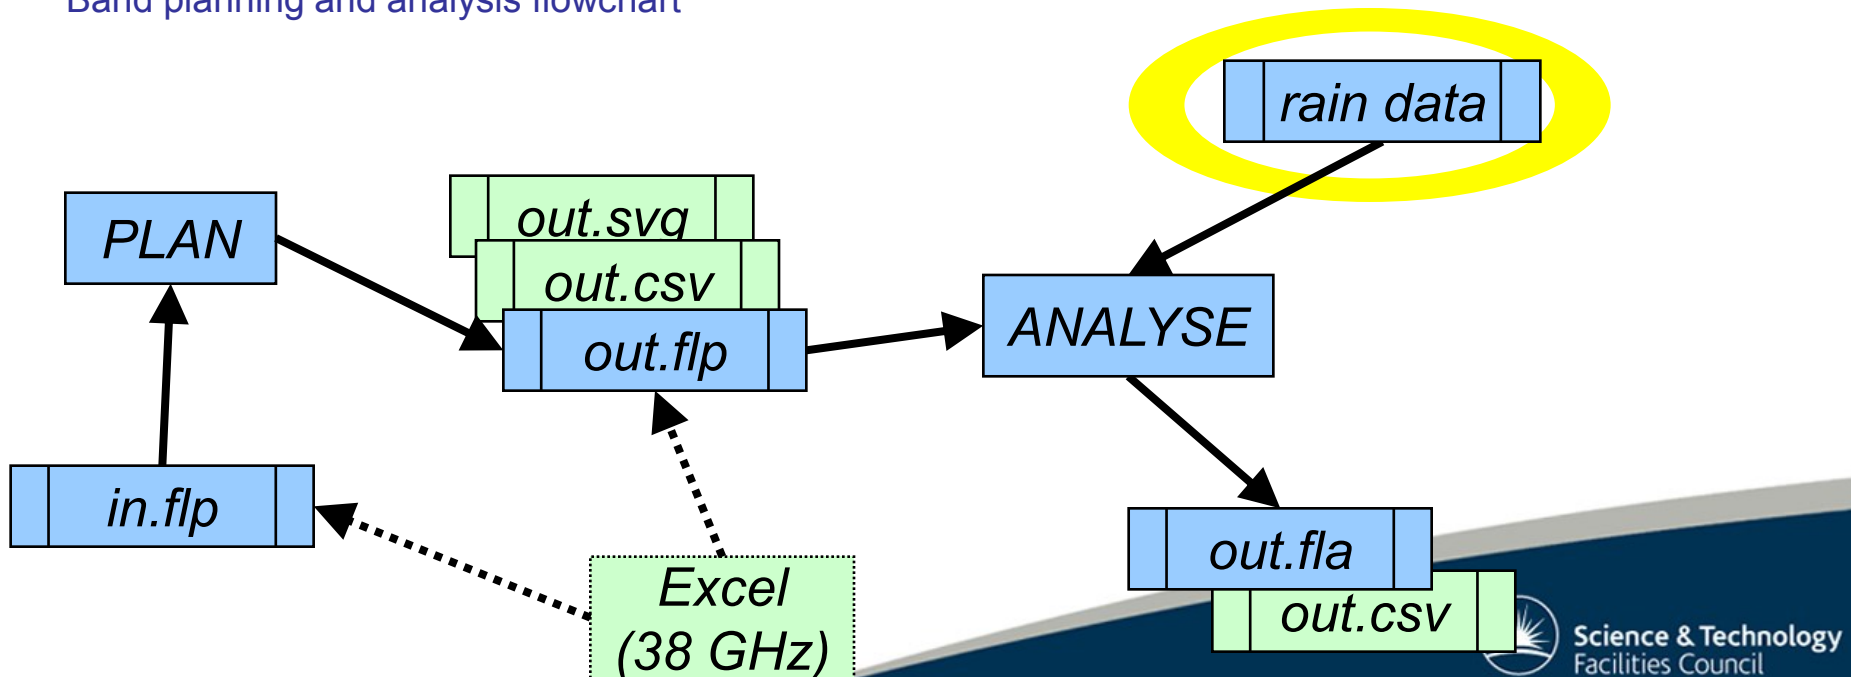 Band planning and analysis flowchart
rain data
PLAN
out.svg
out.csv
out.flp
ANALYSE
in.flp
out.fla
out.csv
Excel
(38 GHz)
Science & Technology
Facilities Council